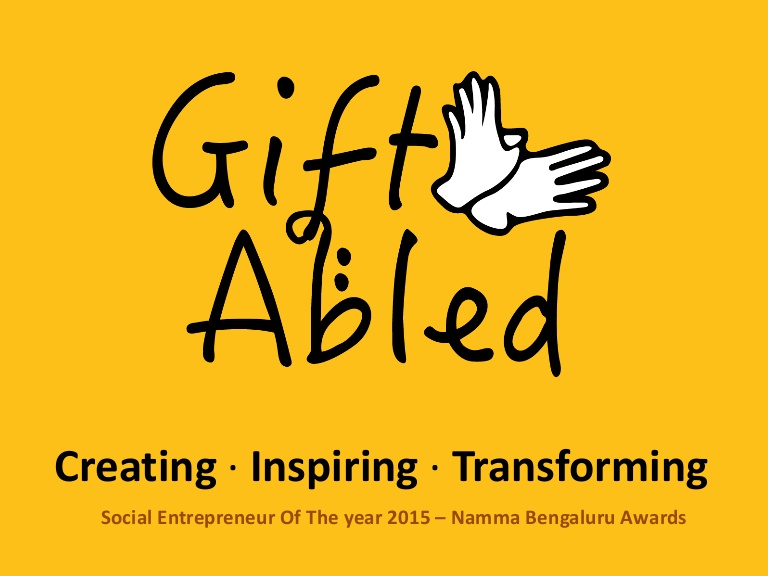 Gift
Abled
Creating · Inspiring · Transforming
Social Entrepreneur Of The year 2015 – Namma Bengaluru Awards